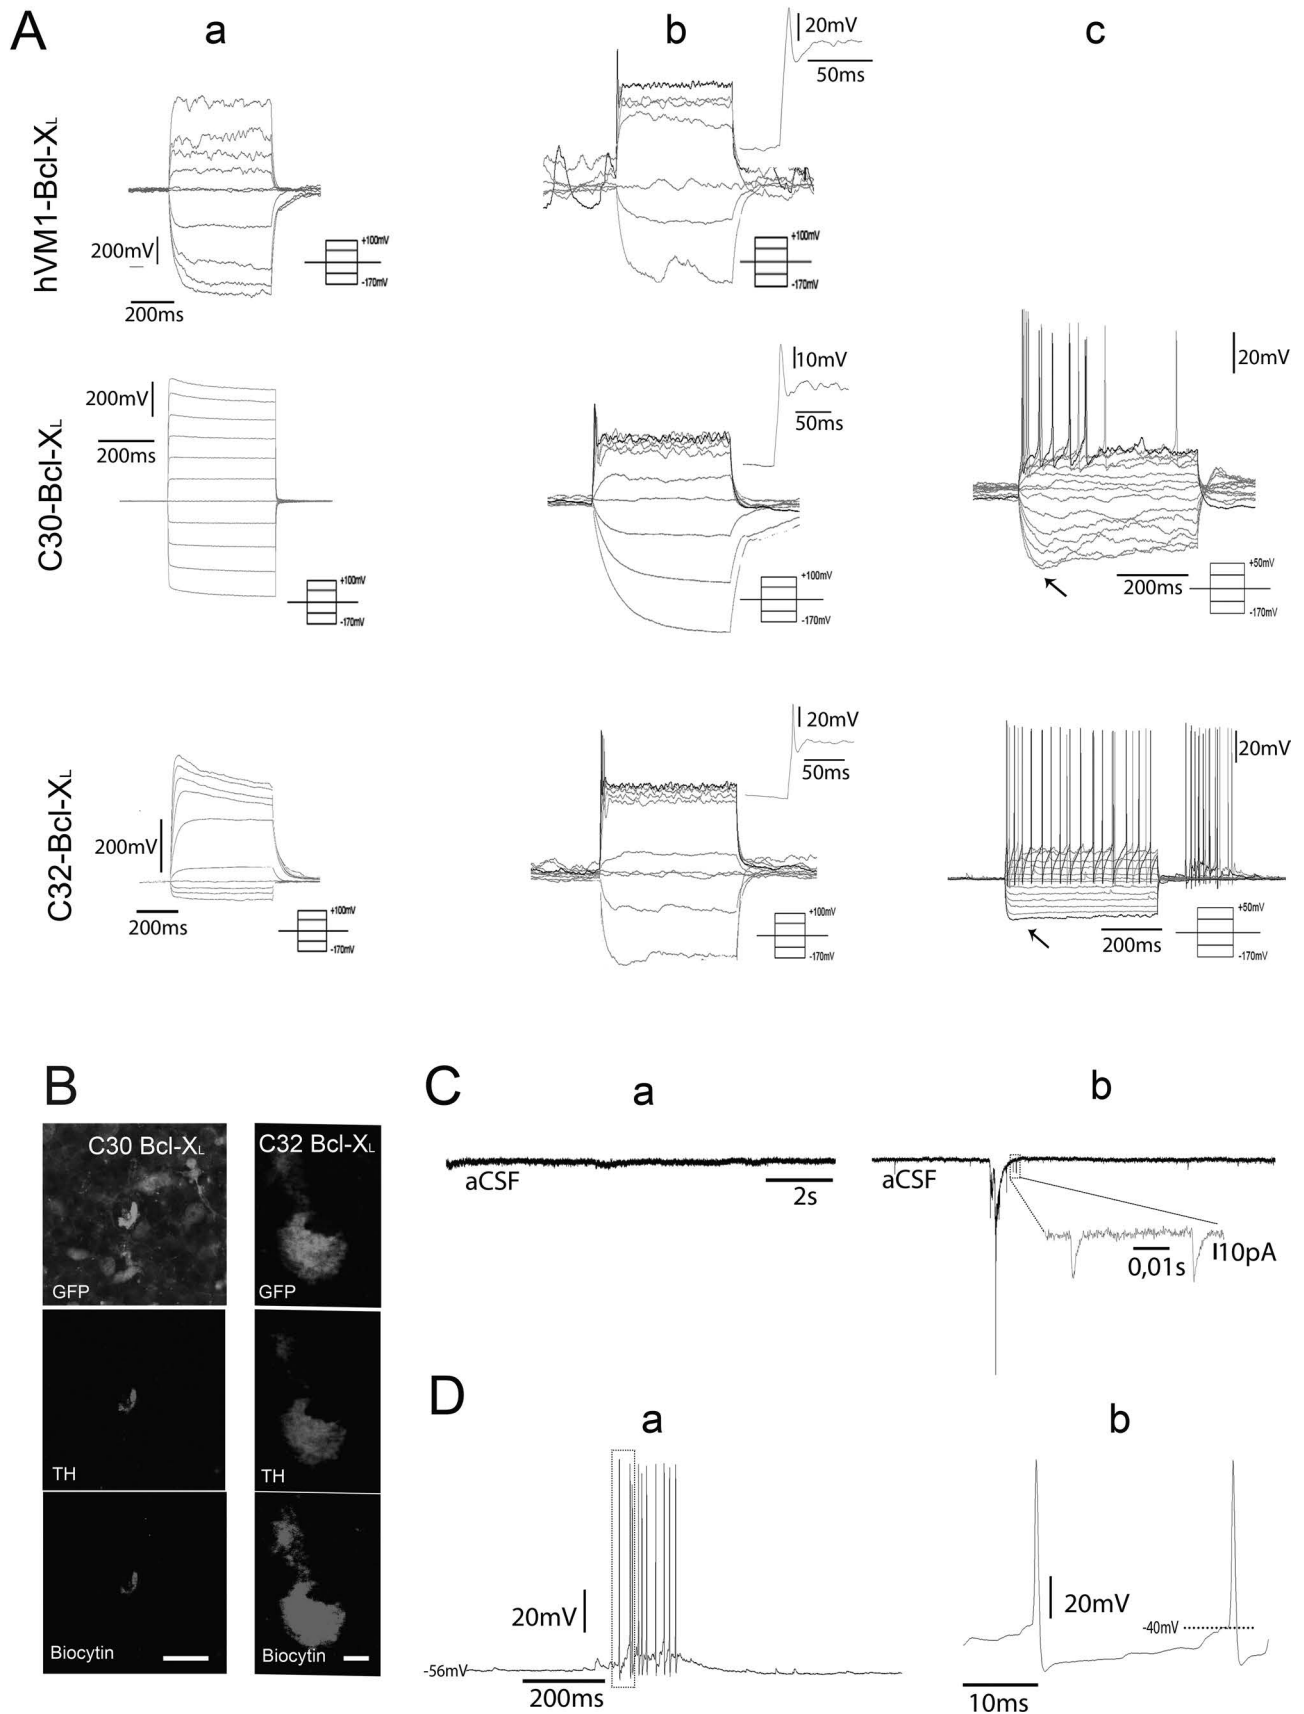 A
a
b
c
hVM1-Bcl-XL
200mV
200ms
+100mV
-170mV
20mV
50ms
+100mV
-170mV
C30-Bcl-XL
200mV
200ms
+100mV
-170mV
10mV
50ms
+100mV
-170mV
20mV
200ms
+50mV
-170mV
C32-Bcl-XL
200mV
200ms
+100mV
-170mV
20mV
50ms
+100mV
-170mV
20mV
200ms
+50mV
-170mV
B
C30 Bcl-XL
GFP
TH
Biocytin
C32 Bcl-XL
GFP
TH
Biocytin
C
a
aCSF
2s
b
aCSF
0,01s
10pA
D
a
20mV
-56mV
200ms
b
20mV
-40mV
10ms